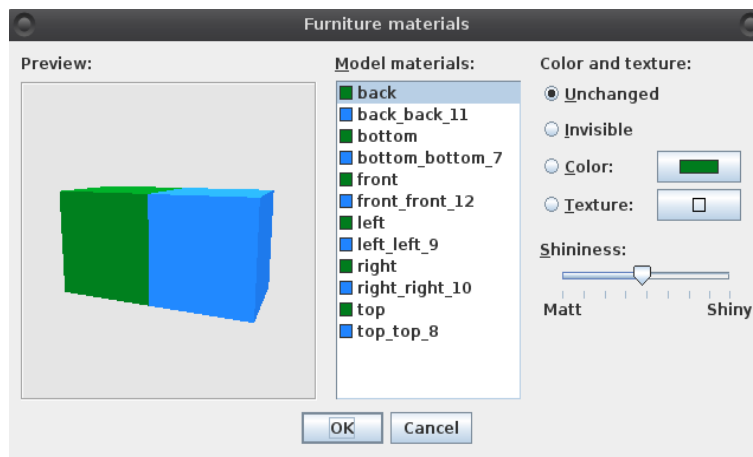 Furniture materials
Preview:
Model materials:
back
back_back_11
bottom
bottom_bottom_7
front
front_front_12
left
left_left_9
right
right_right_10
top
top_top_8
Color and texture:
Unchanged
Invisible
Color:
Texture:
Shininess:
Matt Shiny
OK Cancel